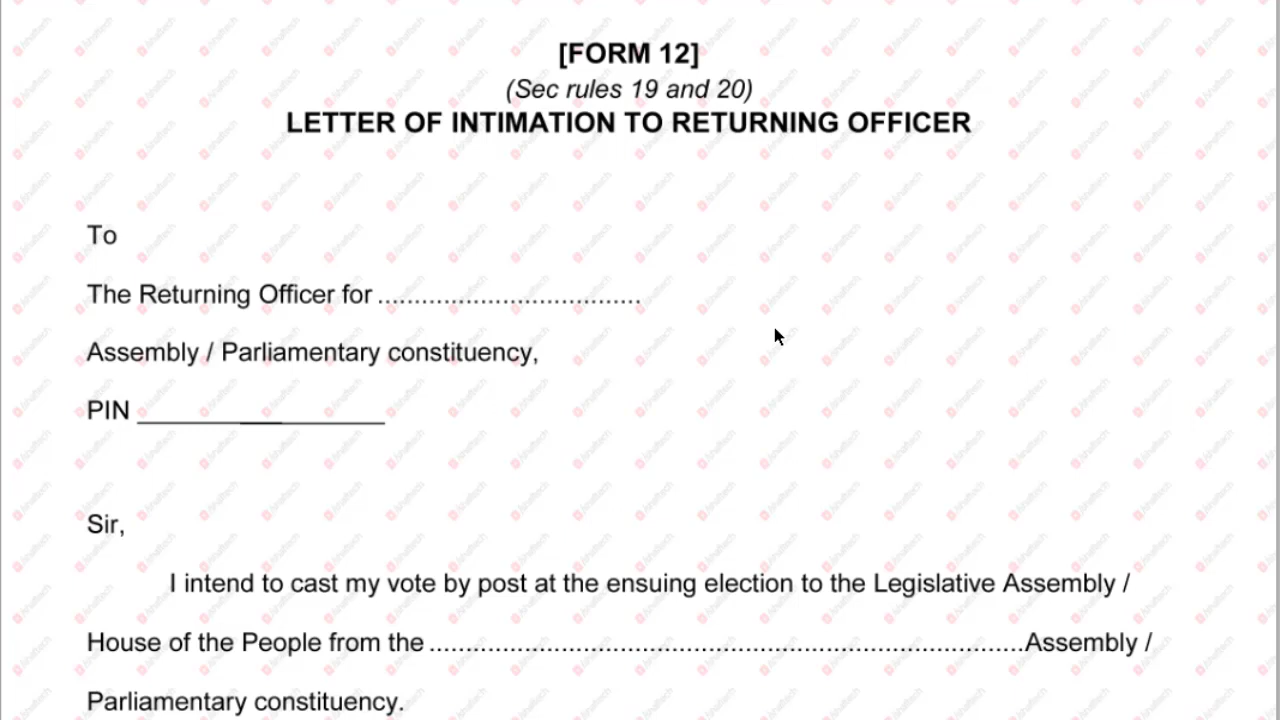 [FORM 12]
(Sec rules 19 and 20)
LETTER OF INTIMATION TO RETURNING OFFICER
To
The Returning Officer for ....................................
Assembly / Parliamentary constituency,
PIN __________________
Sir,
I intend to cast my vote by post at the ensuing election to the Legislative Assembly /
House of the People from the .................................................................................Assembly /
Parliamentary constituency.